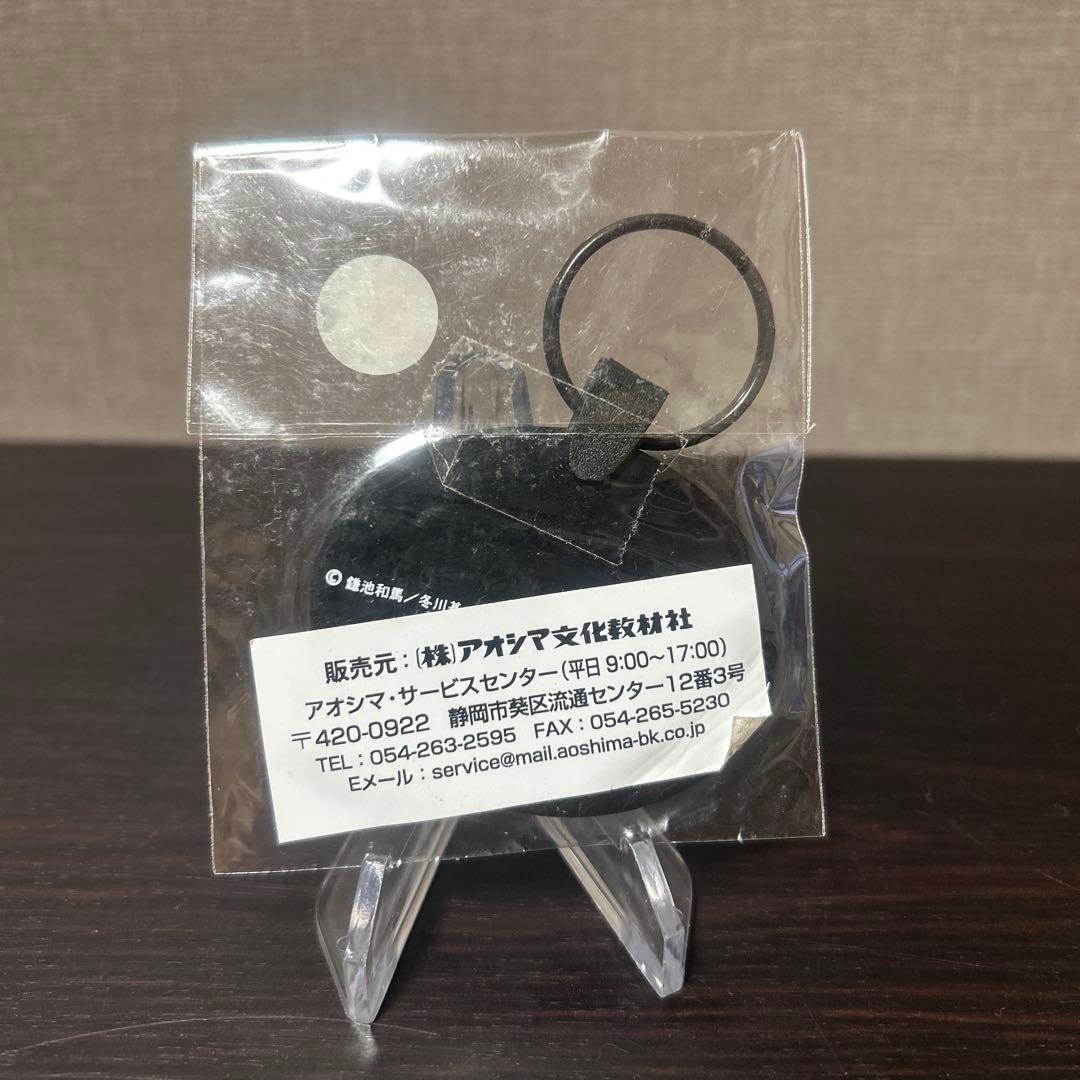 © 鎌池和馬／冬川
販売元：(株)アオシマ文化教材社
アオシマ・サービスセンター(平日 9:00～17:00)
〒420-0922 静岡市葵区流通センター12番3号
TEL：054-263-2595 FAX：054-265-5230
Eメール：service@mail.aoshima-bk.co.jp